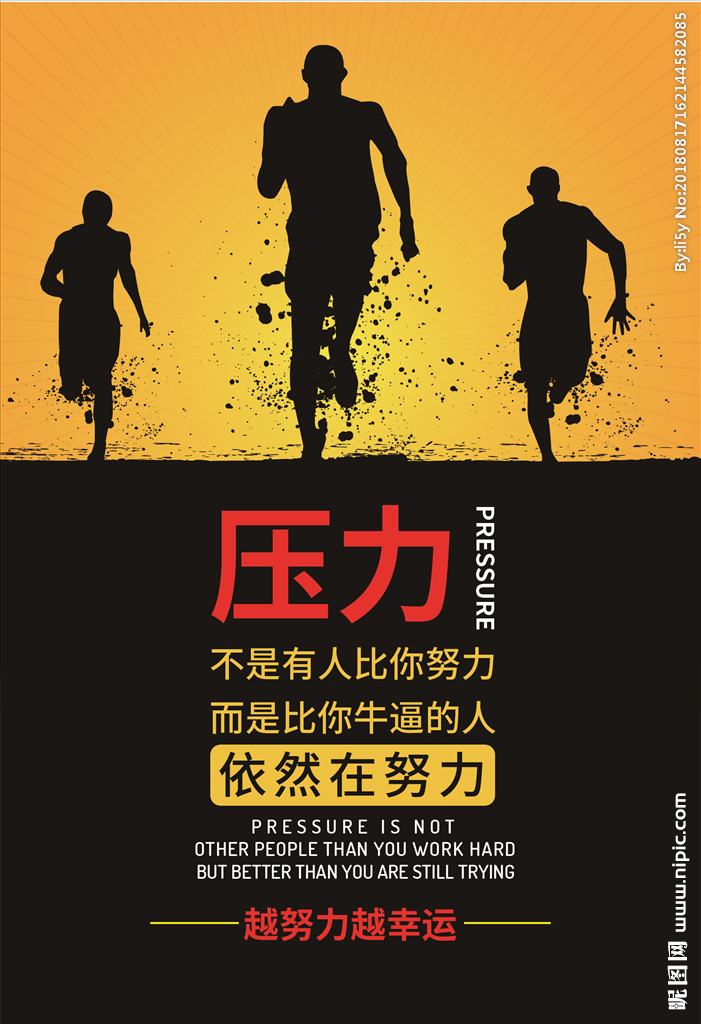 By:li5y No:20180817162144582085
压力
PRESSURE
不是有人比你努力
而是比你牛逼的人
依然在努力
PRESSURE IS NOT
OTHER PEOPLE THAN YOU WORK HARD
BUT BETTER THAN YOU ARE STILL TRYING
越努力越幸运
昵图网 www.nipic.com